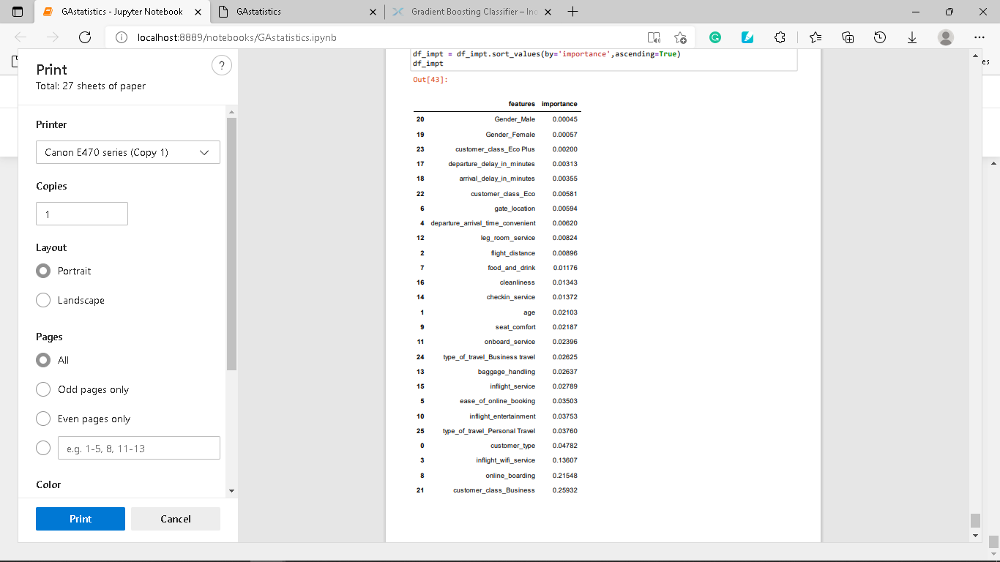 GAstatistics - Jupyter Notebook
GAstatistics
Gradient Boosting Classifier – Inc
localhost:8889/notebooks/GAstatistics.ipynb
es
Print
?
Total: 27 sheets of paper
Printer
Canon E470 series (Copy 1)
Copies
1
Layout
Portrait
Landscape
Pages
All
Odd pages only
Even pages only
e.g. 1-5, 8, 11-13
Color
Print
Cancel
df_impt = df_impt.sort_values(by='importance',ascending=True)
df_impt
Out[43]:
features importance
20 Gender_Male 0.00045
19 Gender_Female 0.00057
23 customer_class_Eco Plus 0.00200
17 departure_delay_in_minutes 0.00313
18 arrival_delay_in_minutes 0.00355
22 customer_class_Eco 0.00581
6 gate_location 0.00594
4 departure_arrival_time_convenient 0.00620
12 leg_room_service 0.00824
2 flight_distance 0.00896
7 food_and_drink 0.01176
16 cleanliness 0.01343
14 checkin_service 0.01372
1 age 0.02103
9 seat_comfort 0.02187
11 onboard_service 0.02396
24 type_of_travel_Business travel 0.02625
13 baggage_handling 0.02637
15 inflight_service 0.02789
5 ease_of_online_booking 0.03503
10 inflight_entertainment 0.03753
25 type_of_travel_Personal Travel 0.03760
0 customer_type 0.04782
3 inflight_wifi_service 0.13607
8 online_boarding 0.21548
21 customer_class_Business 0.25932